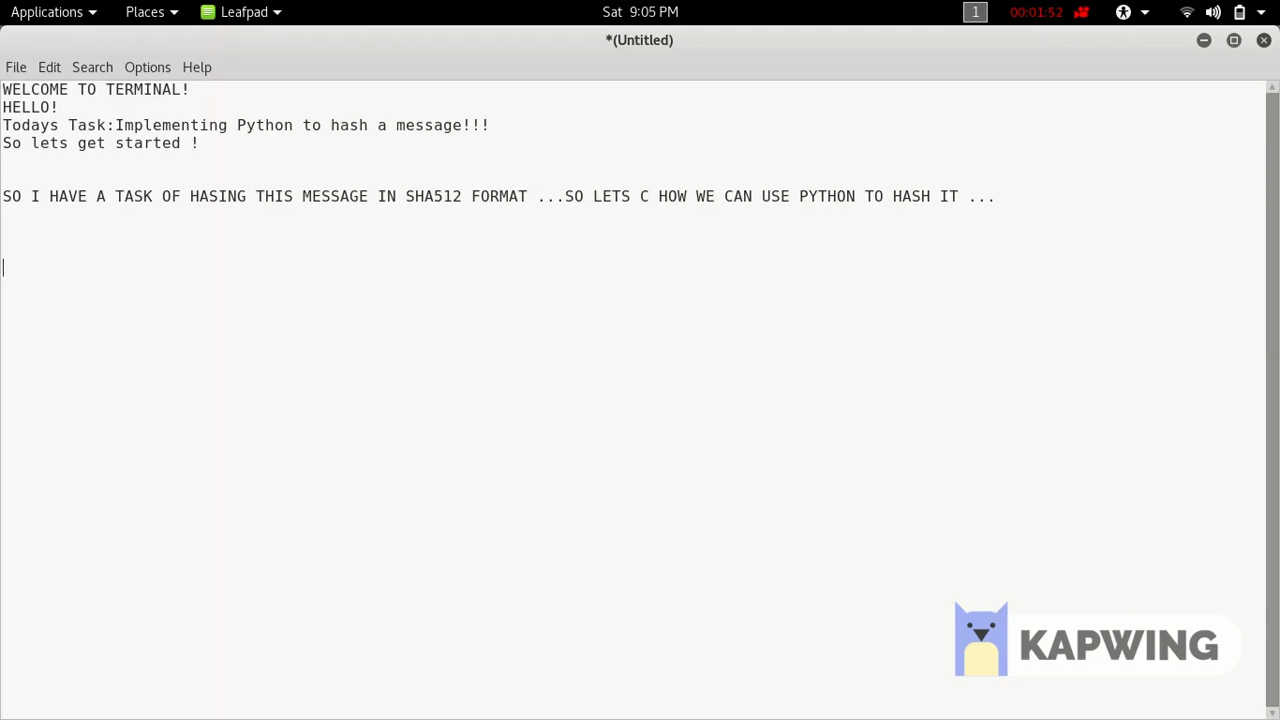 Applications Places Leafpad Sat 9:05 PM 1 00:01:52
*(Untitled)
File Edit Search Options Help
WELCOME TO TERMINAL!
HELLO!
Todays Task:Implementing Python to hash a message!!!
So lets get started !
SO I HAVE A TASK OF HASING THIS MESSAGE IN SHA512 FORMAT ...SO LETS C HOW WE CAN USE PYTHON TO HASH IT ...
KAPWING